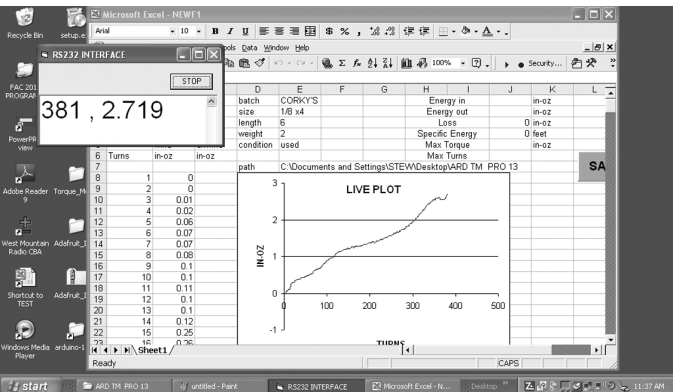 Microsoft Excel - NEWF1
Arial 10 B I U $ % ,
Data Window Help
100% Security...
Recycle Bin
setup.e
RS232 INTERFACE
STOP
381 , 2.719
FAC 201
PROGRAM
PowerPR
view
Adobe Reader
9
Torque_M
West Mountain
Radio CBA
Adafruit_I
Shortcut to
TEST
Adafruit_I
Windows Media
Player
arduino-1
D E F G H I J K L
batch CORKY'S Energy in in-oz
size 1/8 x4 Energy out in-oz
length 6 Loss 0 in-oz
weight 2 Specific Energy 0 feet
condition used Max Torque in-oz
6 Turns in-oz in-oz Max Turns
7 path C:\Documents and Settings\STEW\Desktop\ARD TM PRO 13
SA
8 1 0
9 2 0
10 3 0.01
11 4 0.02
12 5 0.06
13 6 0.07
14 7 0.07
15 8 0.08
16 9 0.1
17 10 0.1
18 11 0.11
19 12 0.1
20 13 0.1
21 14 0.12
22 15 0.25
23 16 0.26
LIVE PLOT
IN-OZ
3
2
1
0
-1
0 100 200 300 400 500
TURNS
Sheet1
Ready CAPS
start ARD TM PRO 13 untitled - Paint RS232 INTERFACE Microsoft Excel - N... Desktop 11:37 AM